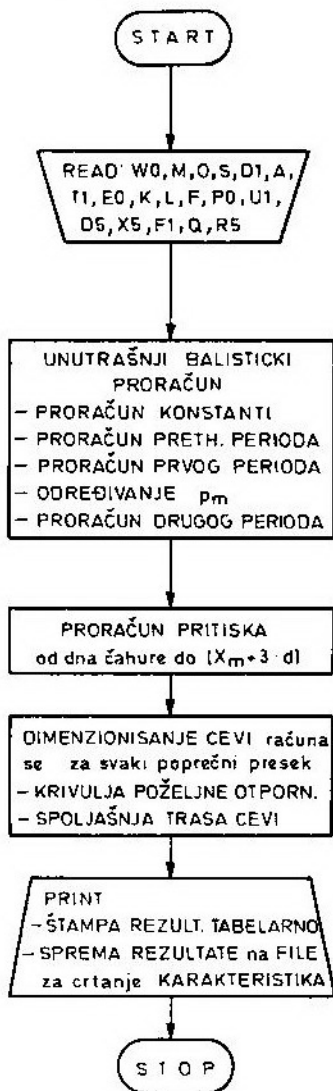 START
READ' W0,M,O,S,D1,A,
I1,E0,K,L,F,P0,U1,
D5,X5,F1,Q,R5
UNUTRAŠNJI BALISTICKI
PRORAČUN
- PRORAČUN KONSTANTI
- PRORAČUN PRETH. PERIODA
- PRORAČUN PRVOG PERIODA
- ODREĐIVANJE pm
- PRORAČUN DRUGOG PERIODA
PRORAČUN PRITISKA
od dna čahure do (Xm+3·d)
DIMENZIONISANJE CEVI računa
se za svaki poprečni presek
- KRIVULJA POŽELJNE OTPORN.
- SPOLJAŠNJA TRASA CEVI
PRINT
- ŠTAMPA REZULT. TABELARNO
- SPREMA REZULTATE na FILE
za crtanje KARAKTERISTIKA
STOP